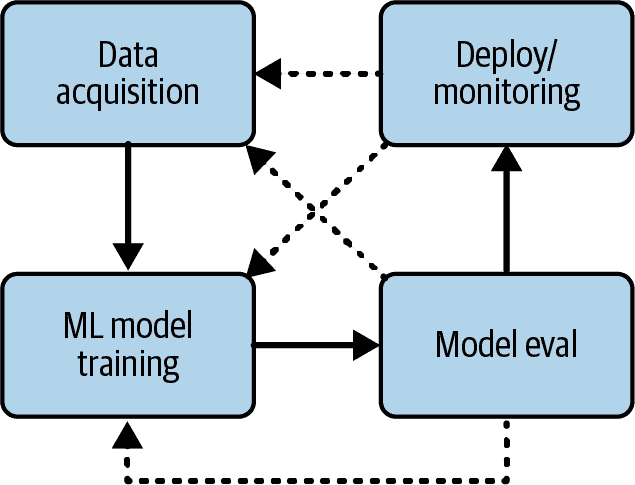 Data
acquisition
Deploy/
monitoring
ML model
training
Model eval